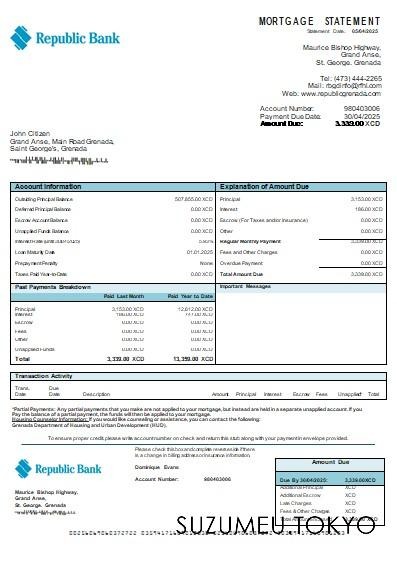 MORTGAGE STATEMENT
Statement Date: 05/04/2025
Republic Bank
Maurice Bishop Highway,
Grand Anse,
St. George. Grenada
Tel: (473) 444-2265
Mail: rbgdinfo@rfhl.com
Web: www.republicgrenada.com
Account Number: 980403006
Payment Due Date: 30/04/2025
Amount Due: 3,339.00 XCD
John Citizen
Grand Anse, Main Road Grenada,
Saint George's, Grenada
Account Information
Outstanding Principal Balance 507,855.00 XCD
Deferred Principal Balance 0.00 XCD
Escrow Account Balance 0.00 XCD
Unapplied Funds Balance 0.00 XCD
Interest Rate
Loan Maturity Date 01.01.2025
Prepayment Penalty None
Taxes Paid Year-to-Date 0.00 XCD
Explanation of Amount Due
Principal 3,153.00 XCD
Interest 186.00 XCD
Escrow (For Taxes and/or Insurance) 0.00 XCD
Other 0.00 XCD
Regular Monthly Payment 3,339.00 XCD
Fees and Other Charges 0.00 XCD
Overdue Payment 0.00 XCD
Total Amount Due 3,339.00 XCD
Past Payments Breakdown
Paid Last Month Paid Year to Date
Principal 3,153.00 XCD 12,612.00 XCD
Interest 186.00 XCD XCD
Escrow 0.00 XCD 0.00 XCD
Fees 0.00 XCD 0.00 XCD
Other 0.00 XCD 0.00 XCD
Unapplied Funds 0.00 XCD 0.00 XCD
Total 3,339.00 XCD 13,359.00 XCD
Important Messages
Transaction Activity
Trans. Date Due Date Description Amount Principal Interest Escrow Fees Unapplied Total
*Partial Payments: Any partial payments that you make are not applied to your mortgage, but instead are held in a separate unapplied account. If you
Pay the balance of a partial payment, the funds will then be applied to your mortgage.
Housing Counselor Information: If you would like counseling or assistance, you can contact the following:
Grenada Department of Housing and Urban Development (HUD),
To ensure proper credit, please write account number on check and return this stub along with your payment in envelope provided.
Republic Bank
Please check this box and complete reverse side if there
is a change in billing address or insurance information.
Dominique Evans
Account Number: 980403006
Maurice Bishop Highway,
Grand Anse,
St. George, Grenada
Amount Due
Due By 30/04/2025: 3,339.00XCD
Additional Principal XCD
Additional Escrow XCD
Late Charges XCD
Fees & Other Charges XCD
SUZUMEU TOKYO